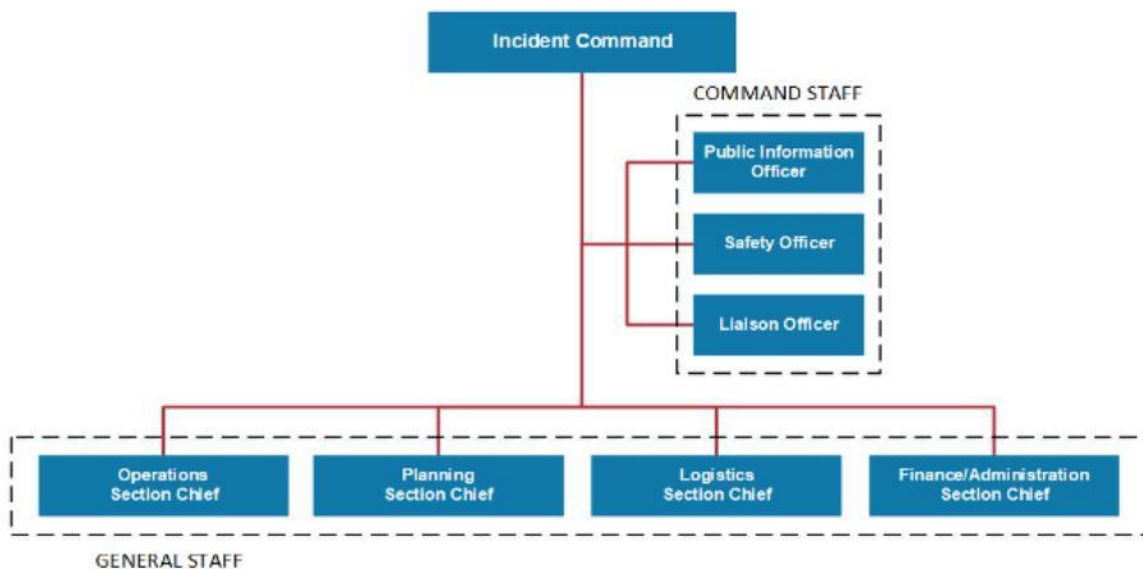 Incident Command
COMMAND STAFF
Public Information
Officer
Safety Officer
Liaison Officer
Operations
Section Chief
Planning
Section Chief
Logistics
Section Chief
Finance/Administration
Section Chief
GENERAL STAFF